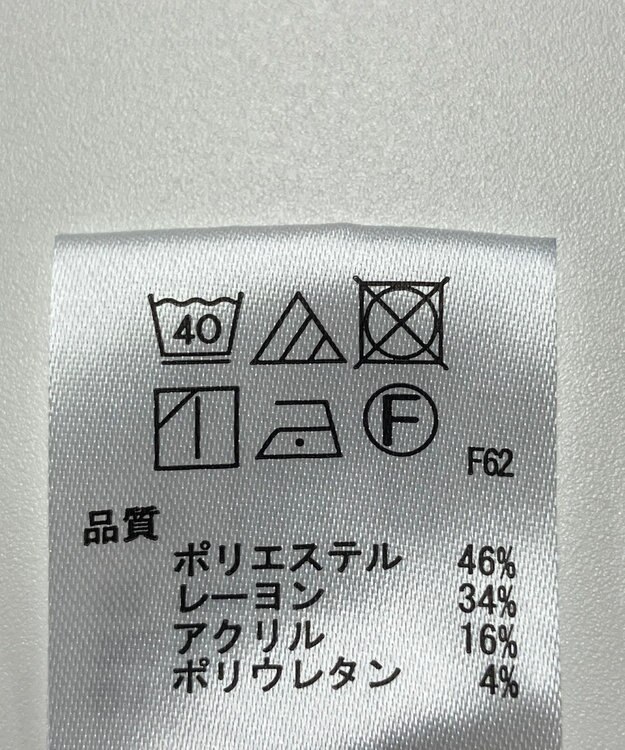 40
F
F62
品質
ポリエステル 46%
レーヨン 34%
アクリル 16%
ポリウレタン 4%